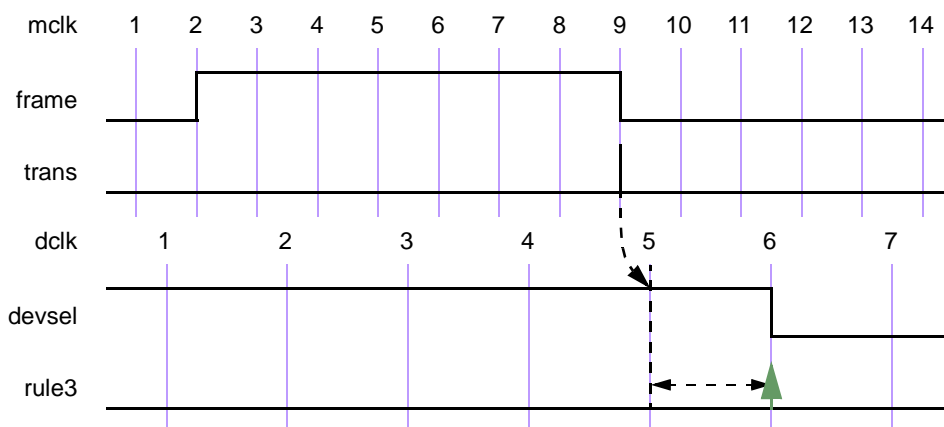 mclk 1 2 3 4 5 6 7 8 9 10 11 12 13 14
frame
trans
dclk 1 2 3 4 5 6 7
devsel
rule3